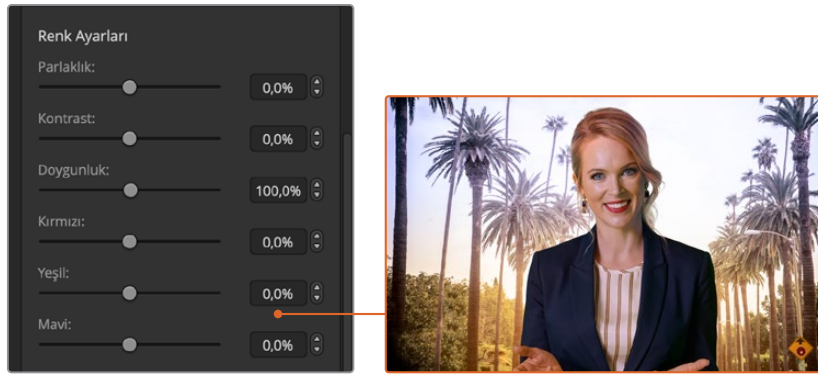 Renk Ayarları
Parlaklık:
0,0%
Kontrast:
0,0%
Doygunluk:
100,0%
Kırmızı:
0,0%
Yeşil:
0,0%
Mavi:
0,0%